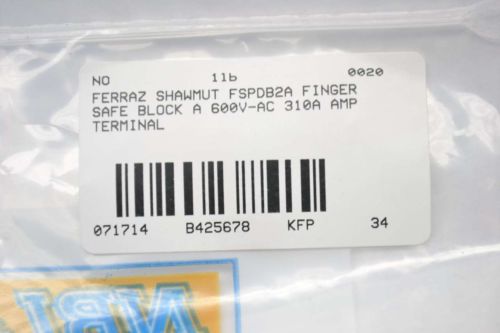 NO 11b 0020
FERRAZ SHAWMUT FSPDB2A FINGER
SAFE BLOCK A 600V-AC 310A AMP
TERMINAL
071714 B425678 KFP 34